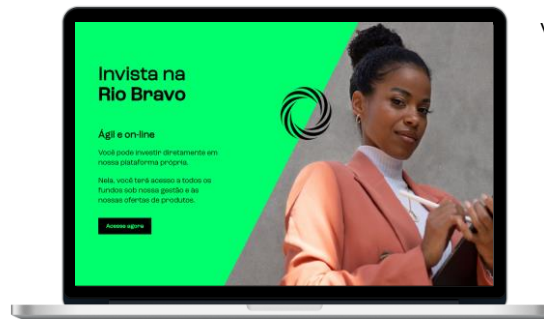 Invista na
Rio Bravo
Ágil e on-line
Você pode investir diretamente em
nossa plataforma própria.
Nela, você terá acesso a todos os
fundos sob nossa gestão e às
nossas ofertas de produtos.
Acesse agora